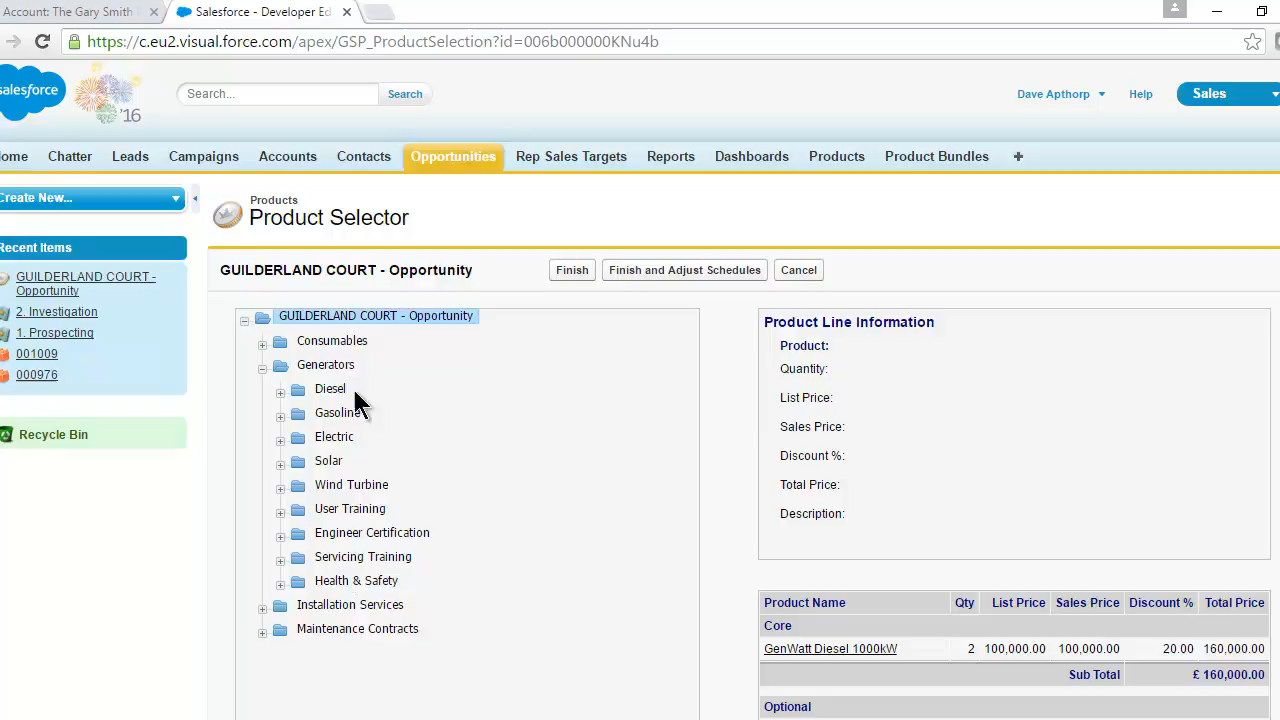 Account: The Gary Smith
Salesforce - Developer Ed
https://c.eu2.visual.force.com/apex/GSP_ProductSelection?id=006b000000KNu4b
salesforce
'16
Search...
Search
Dave Apthorp
Help
Sales
ome
Chatter
Leads
Campaigns
Accounts
Contacts
Opportunities
Rep Sales Targets
Reports
Dashboards
Products
Product Bundles
Create New...
Recent Items
GUILDERLAND COURT -
Opportunity
2. Investigation
1. Prospecting
001009
000976
Recycle Bin
Products
Product Selector
GUILDERLAND COURT - Opportunity
Finish
Finish and Adjust Schedules
Cancel
GUILDERLAND COURT - Opportunity
Consumables
Generators
Diesel
Gasoline
Electric
Solar
Wind Turbine
User Training
Engineer Certification
Servicing Training
Health & Safety
Installation Services
Maintenance Contracts
Product Line Information
Product:
Quantity:
List Price:
Sales Price:
Discount %:
Total Price:
Description:
Product Name Qty List Price Sales Price Discount % Total Price
Core
GenWatt Diesel 1000kW 2 100,000.00 100,000.00 20.00 160,000.00
Sub Total £ 160,000.00
Optional